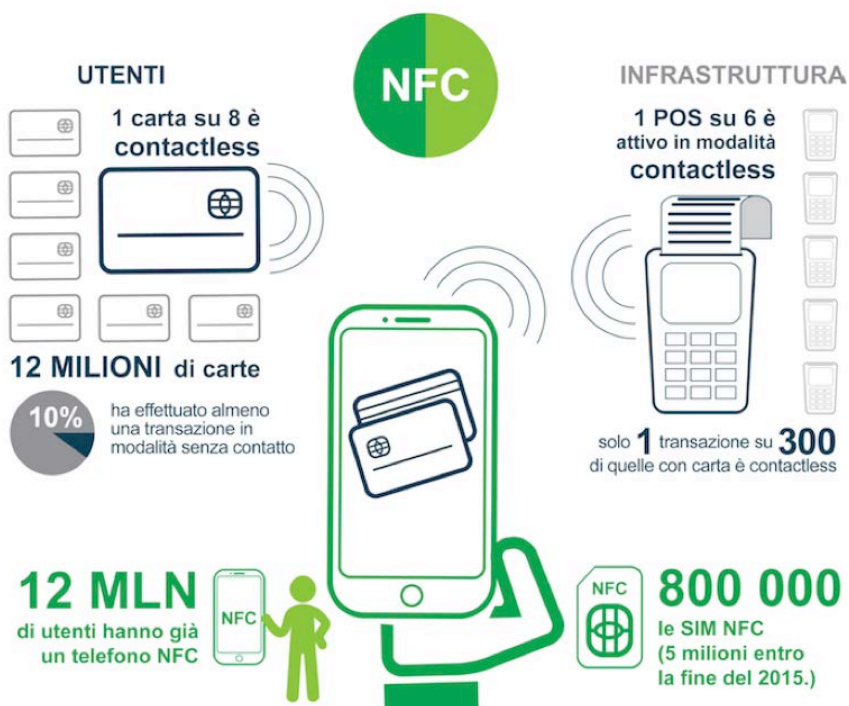 NFC
UTENTI
1 carta su 8 è
contactless
12 MILIONI di carte
10%
ha effettuato almeno
una transazione in
modalità senza contatto
INFRASTRUTTURA
1 POS su 6 è
attivo in modalità
contactless
solo 1 transazione su 300
di quelle con carta è contactless
12 MLN
di utenti hanno già
un telefono NFC
NFC
NFC
800 000
le SIM NFC
(5 milioni entro
la fine del 2015.)